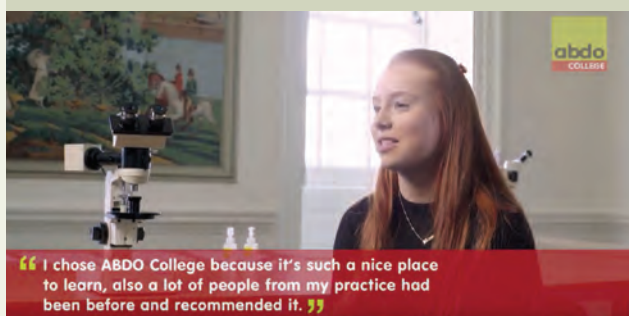 abdo
COLLEGE
“ I chose ABDO College because it's such a nice place
to learn, also a lot of people from my practice had
been before and recommended it. ”